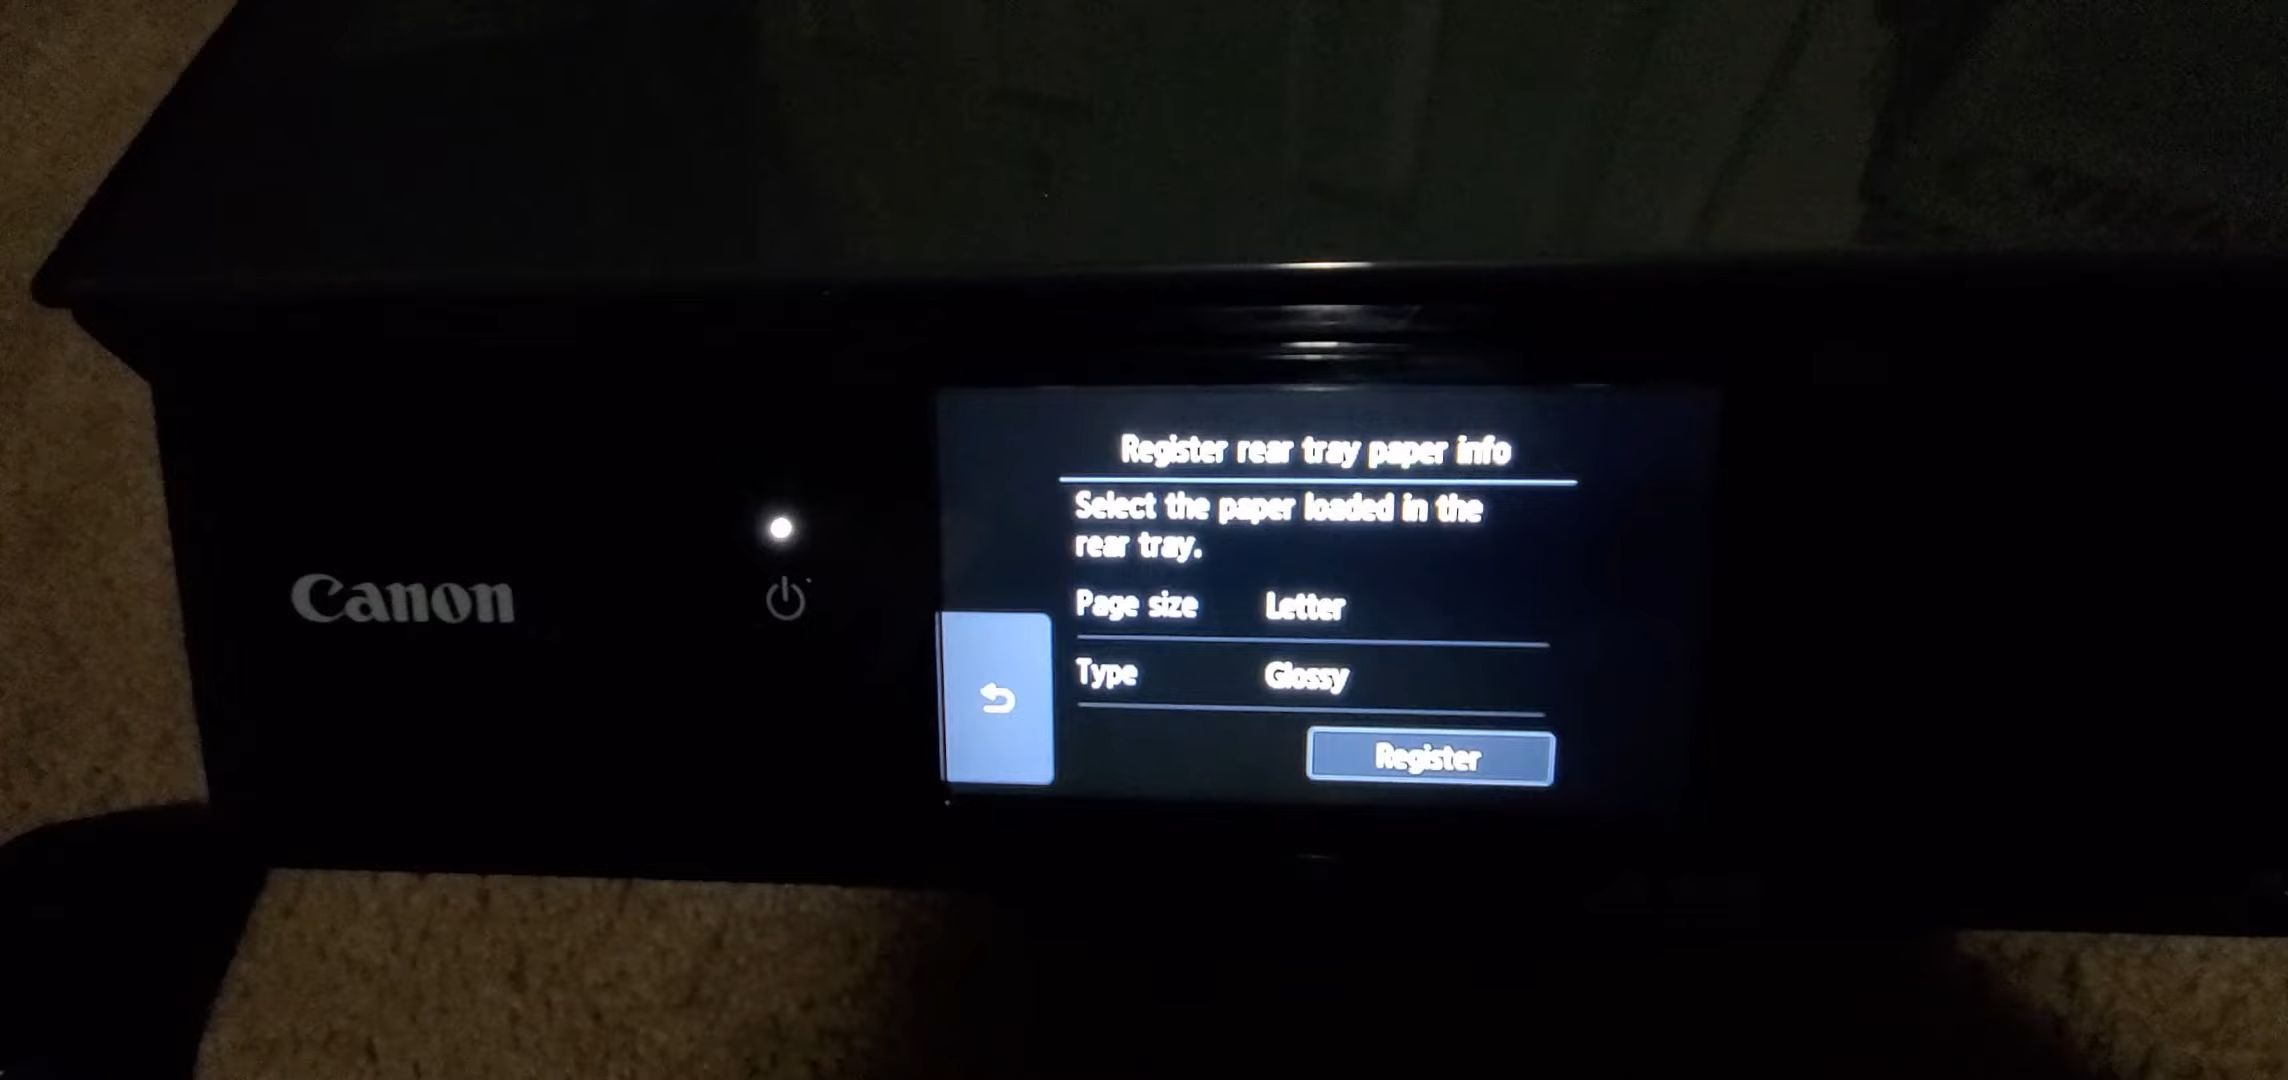 Register rear tray paper info
Select the paper loaded in the
rear tray.
Page size Letter
Type Glossy
Register
Canon